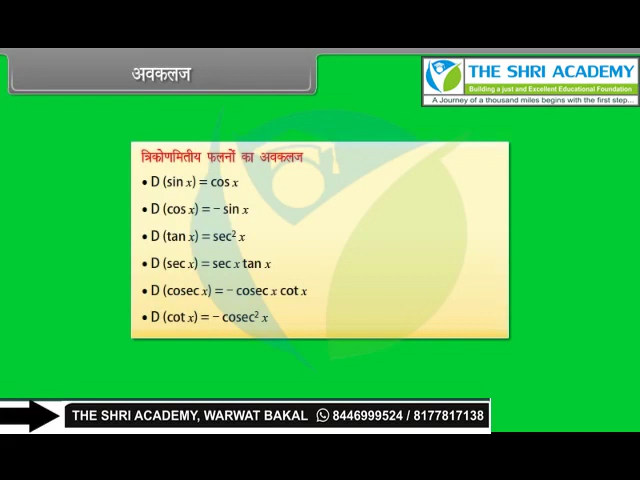 अवकलज
THE SHRI ACADEMY
Building a just and Excellent Educational Foundation
A Journey of a thousand miles begins with the first step...
त्रिकोणमितीय फलनों का अवकलज
• D (sin x) = cos x
• D (cos x) = − sin x
• D (tan x) = sec² x
• D (sec x) = sec x tan x
• D (cosec x) = − cosec x cot x
• D (cot x) = − cosec² x
THE SHRI ACADEMY, WARWAT BAKAL 8446999524 / 8177817138